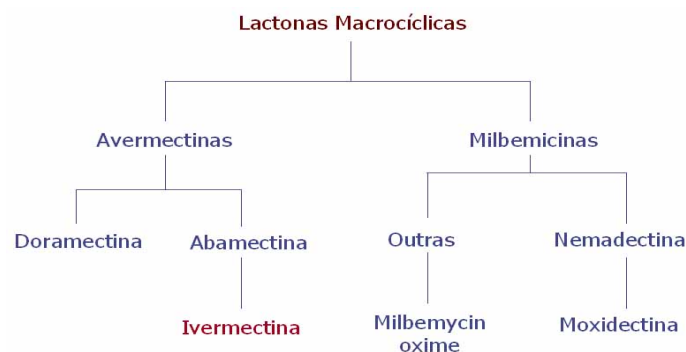 Lactonas Macrocíclicas
Avermectinas
Milbemicinas
Doramectina
Abamectina
Outras
Nemadectina
Ivermectina
Milbemycin
oxime
Moxidectina